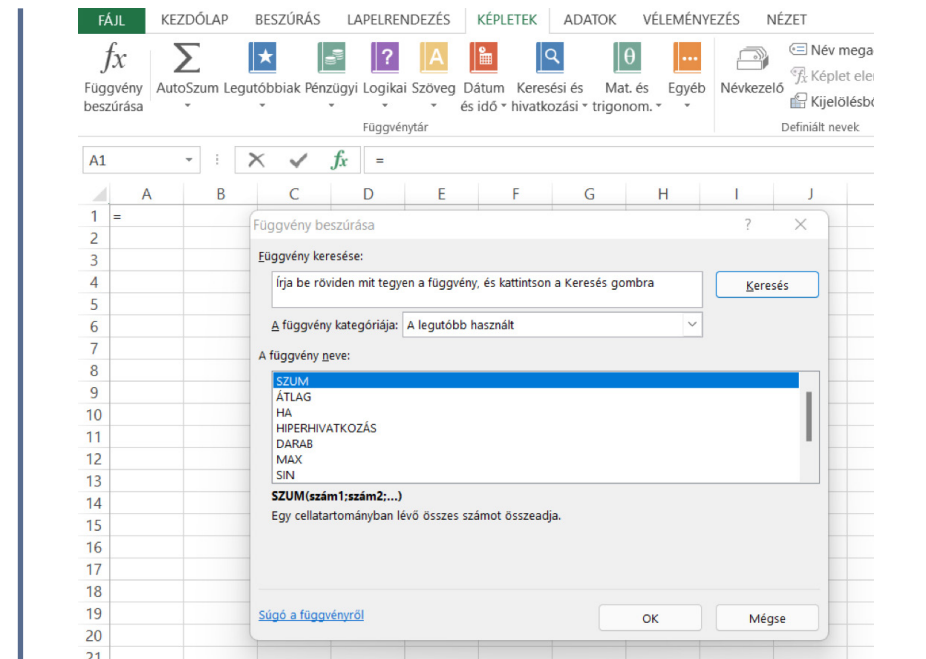 FÁJL KEZDŐLAP BESZÚRÁS LAPELRENDEZÉS KÉPLETEK ADATOK VÉLEMÉNYEZÉS NÉZET
fx Σ ? A θ Név mega
Függvény AutoSzum Legutóbbiak Pénzügyi Logikai Szöveg Dátum Keresési és Mat. és Egyéb Névkezelő fx Képlet ele
beszúrása és idő hivatkozási trigonom. Kijelölésbő
Függvénytár Definiált nevek
A1 fx =
A B C D E F G H I J
1 =
2
3
4
5
6
7
8
9
10
11
12
13
14
15
16
17
18
19
20
21
Függvény beszúrása ?
Függvény keresése:
Írja be röviden mit tegyen a függvény, és kattintson a Keresés gombra Keresés
A függvény kategóriája: A legutóbb használt
A függvény neve:
SZUM
ÁTLAG
HA
HIPERHIVATKOZÁS
DARAB
MAX
SIN
SZUM(szám1;szám2;...)
Egy cellatartományban lévő összes számot összeadja.
Súgó a függvényről OK Mégse